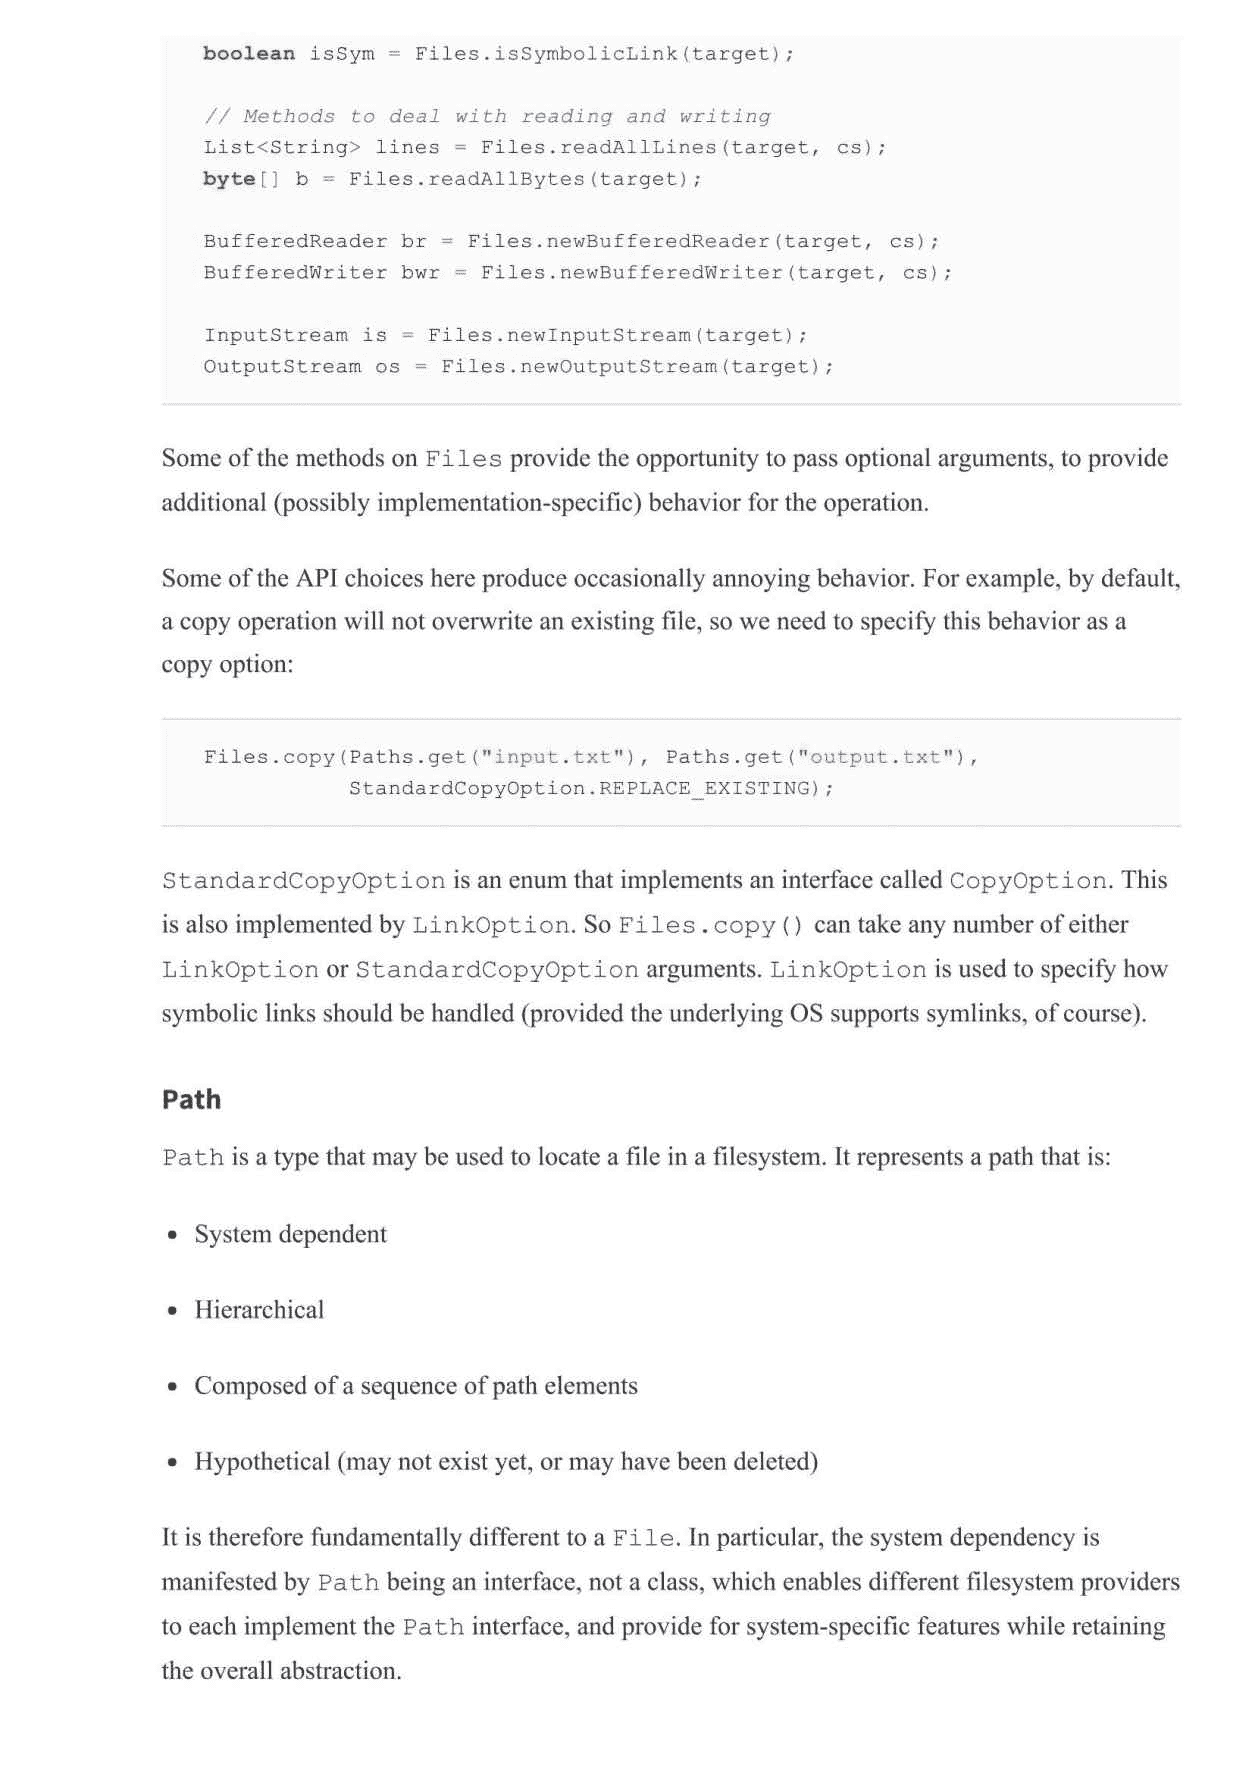 boolean isSym = Files.isSymbolicLink(target);
// Methods to deal with reading and writing
List<String> lines = Files.readAllLines(target, cs);
byte[] b = Files.readAllBytes(target);
BufferedReader br = Files.newBufferedReader(target, cs);
BufferedWriter bwr = Files.newBufferedWriter(target, cs);
InputStream is = Files.newInputStream(target);
OutputStream os = Files.newOutputStream(target);
Some of the methods on Files provide the opportunity to pass optional arguments, to provide
additional (possibly implementation-specific) behavior for the operation.
Some of the API choices here produce occasionally annoying behavior. For example, by default,
a copy operation will not overwrite an existing file, so we need to specify this behavior as a
copy option:
Files.copy(Paths.get("input.txt"), Paths.get("output.txt"),
StandardCopyOption.REPLACE_EXISTING);
StandardCopyOption is an enum that implements an interface called CopyOption. This
is also implemented by LinkOption. So Files.copy() can take any number of either
LinkOption or StandardCopyOption arguments. LinkOption is used to specify how
symbolic links should be handled (provided the underlying OS supports symlinks, of course).
Path
Path is a type that may be used to locate a file in a filesystem. It represents a path that is:
• System dependent
• Hierarchical
• Composed of a sequence of path elements
• Hypothetical (may not exist yet, or may have been deleted)
It is therefore fundamentally different to a File. In particular, the system dependency is
manifested by Path being an interface, not a class, which enables different filesystem providers
to each implement the Path interface, and provide for system-specific features while retaining
the overall abstraction.